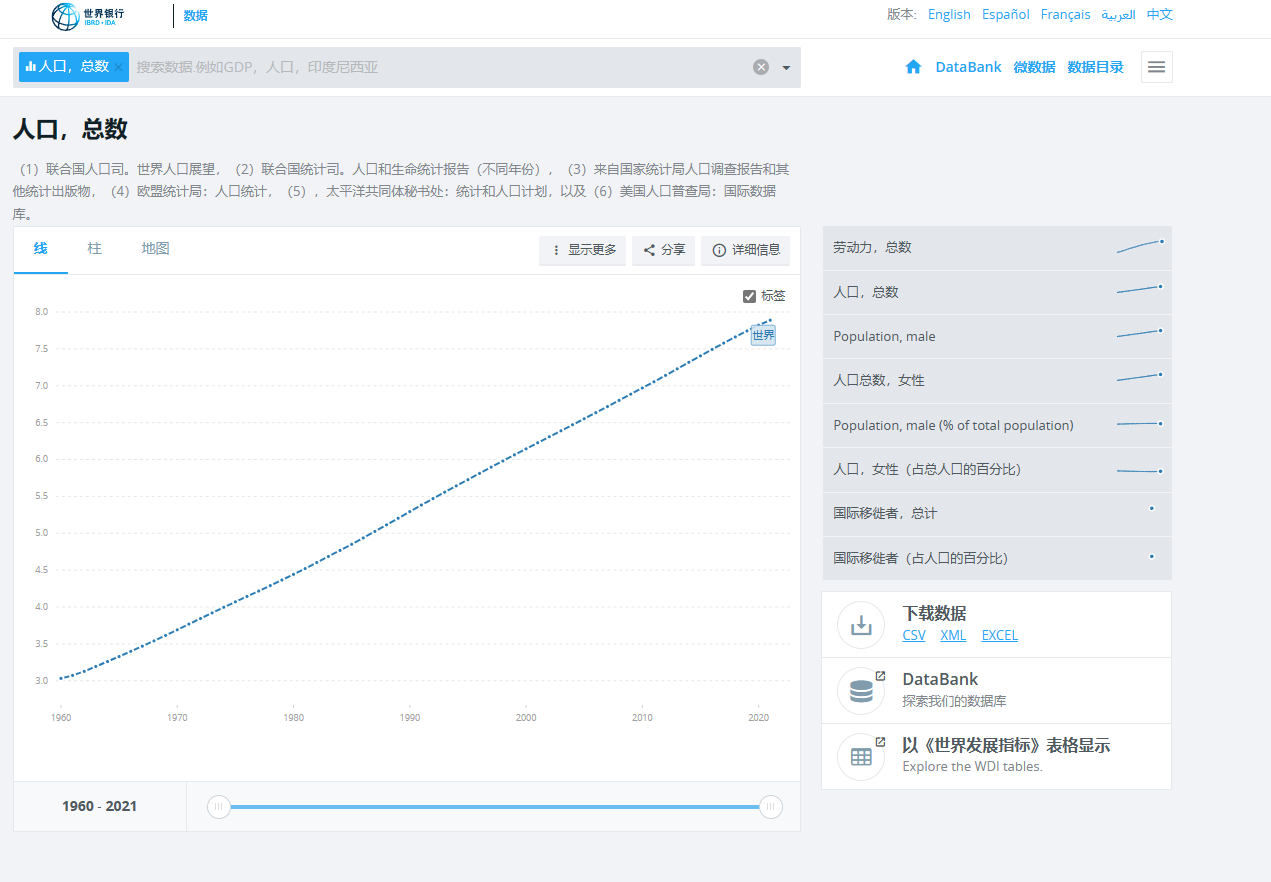 世界银行
IBRD • IDA
数据
版本: English Español Français العربية 中文
人口，总数 ×
搜索数据.例如GDP，人口，印度尼西亚
DataBank 微数据 数据目录
人口，总数
（1）联合国人口司。世界人口展望，（2）联合国统计司。人口和生命统计报告（不同年份），（3）来自国家统计局人口调查报告和其
他统计出版物，（4）欧盟统计局：人口统计，（5），太平洋共同体秘书处：统计和人口计划，以及（6）美国人口普查局：国际数据
库。
线 柱 地图
显示更多 分享 详细信息
标签
8.0
世界
7.5
7.0
6.5
6.0
5.5
5.0
4.5
4.0
3.5
3.0
1960 1970 1980 1990 2000 2010 2020
1960 - 2021
劳动力，总数
人口，总数
Population, male
人口总数，女性
Population, male (% of total population)
人口，女性（占总人口的百分比）
国际移徙者，总计
国际移徙者（占人口的百分比）
下载数据
CSV XML EXCEL
DataBank
探索我们的数据库
以《世界发展指标》表格显示
Explore the WDI tables.